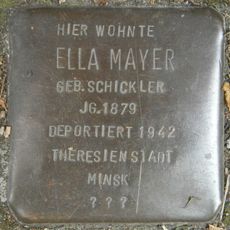 HIER WOHNTE
ELLA MAYER
GEB. SCHICKLER
JG. 1879
DEPORTIERT 1942
THERESIENSTADT
MINSK
? ? ?